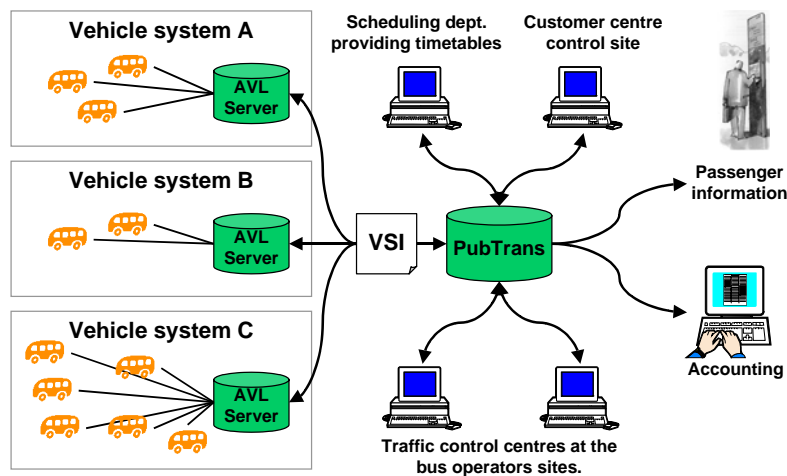 Vehicle system A
AVL
Server
Vehicle system B
AVL
Server
Vehicle system C
AVL
Server
VSI
PubTrans
Scheduling dept.
providing timetables
Customer centre
control site
Passenger
information
Accounting
Traffic control centres at the
bus operators sites.